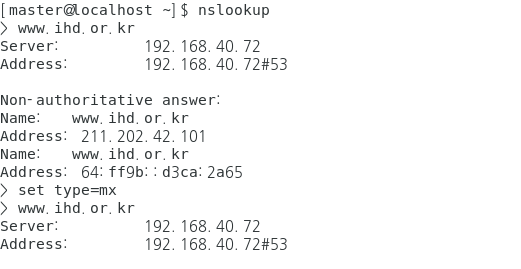 [master@localhost ~]$ nslookup
> www.ihd.or.kr
Server: 192.168.40.72
Address: 192.168.40.72#53
Non-authoritative answer:
Name: www.ihd.or.kr
Address: 211.202.42.101
Name: www.ihd.or.kr
Address: 64:ff9b::d3ca:2a65
> set type=mx
> www.ihd.or.kr
Server: 192.168.40.72
Address: 192.168.40.72#53